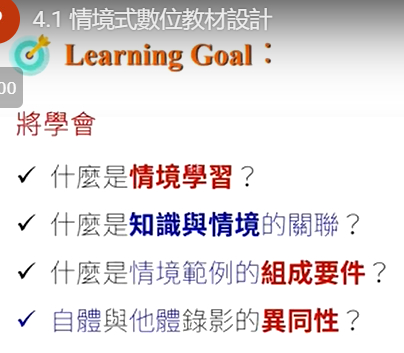 4.1 情境式數位教材設計
Learning Goal：
00
將學會
✓ 什麼是情境學習？
✓ 什麼是知識與情境的關聯？
✓ 什麼是情境範例的組成要件？
✓ 自體與他體錄影的異同性？